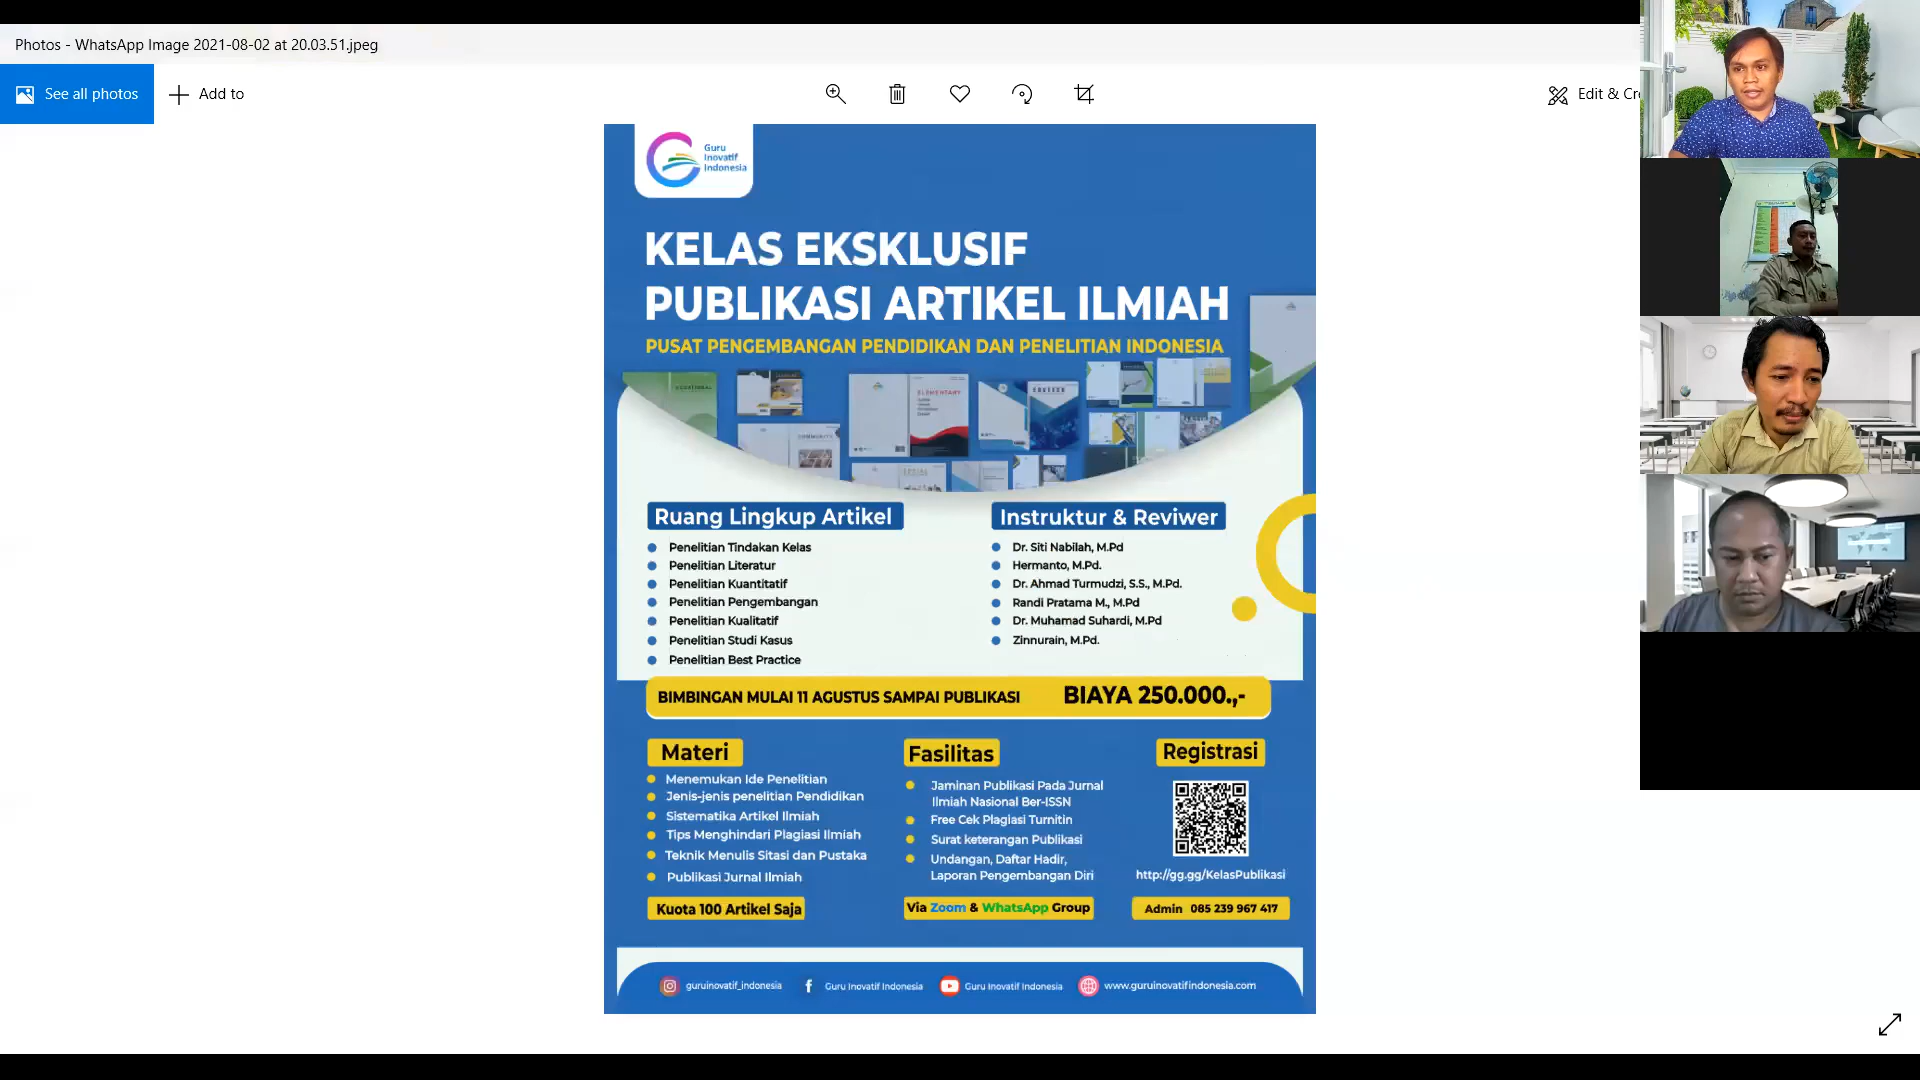 Photos - WhatsApp Image 2021-08-02 at 20.03.51.jpeg
See all photos
Add to
Edit & Cr
Guru
Inovatif
Indonesia
KELAS EKSKLUSIF
PUBLIKASI ARTIKEL ILMIAH
PUSAT PENGEMBANGAN PENDIDIKAN DAN PENELITIAN INDONESIA
ELEMENTARY
COMMUNITY
Ruang Lingkup Artikel
Penelitian Tindakan Kelas
Penelitian Literatur
Penelitian Kuantitatif
Penelitian Pengembangan
Penelitian Kualitatif
Penelitian Studi Kasus
Penelitian Best Practice
Instruktur & Reviwer
Dr. Siti Nabilah, M.Pd
Hermanto, M.Pd.
Dr. Ahmad Turmudzi, S.S., M.Pd.
Randi Pratama M., M.Pd
Dr. Muhamad Suhardi, M.Pd
Zinnurain, M.Pd.
BIMBINGAN MULAI 11 AGUSTUS SAMPAI PUBLIKASI
BIAYA 250.000.,-
Materi
Menemukan Ide Penelitian
Jenis-jenis penelitian Pendidikan
Sistematika Artikel Ilmiah
Tips Menghindari Plagiasi Ilmiah
Teknik Menulis Sitasi dan Pustaka
Publikasi Jurnal Ilmiah
Kuota 100 Artikel Saja
Fasilitas
Jaminan Publikasi Pada Jurnal
Ilmiah Nasional Ber-ISSN
Free Cek Plagiasi Turnitin
Surat keterangan Publikasi
Undangan, Daftar Hadir,
Laporan Pengembangan Diri
Via Zoom & WhatsApp Group
Registrasi
http://gg.gg/KelasPublikasi
Admin 085 239 967 417
guruinovatif_indonesia
Guru Inovatif Indonesia
Guru Inovatif Indonesia
www.guruinovatifindonesia.com